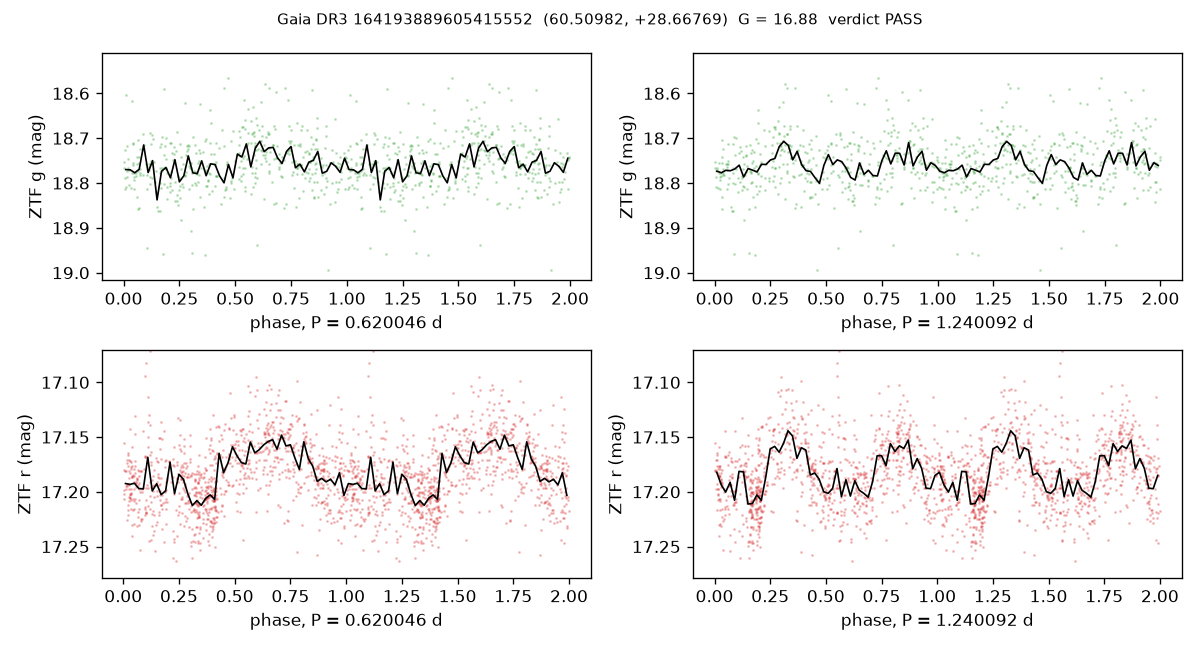 Gaia DR3 164193889605415552 (60.50982, +28.66769) G = 16.88 verdict PASS
ZTF g (mag)
18.6
18.7
18.8
18.9
19.0
0.00 0.25 0.50 0.75 1.00 1.25 1.50 1.75 2.00
phase, P = 0.620046 d
ZTF g (mag)
18.6
18.7
18.8
18.9
19.0
0.00 0.25 0.50 0.75 1.00 1.25 1.50 1.75 2.00
phase, P = 1.240092 d
ZTF r (mag)
17.10
17.15
17.20
17.25
0.00 0.25 0.50 0.75 1.00 1.25 1.50 1.75 2.00
phase, P = 0.620046 d
ZTF r (mag)
17.10
17.15
17.20
17.25
0.00 0.25 0.50 0.75 1.00 1.25 1.50 1.75 2.00
phase, P = 1.240092 d